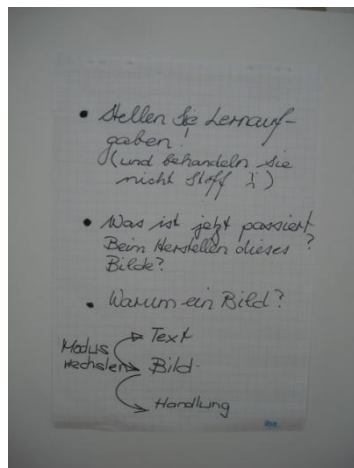 • Stellen Sie Lernauf-
gaben!
(und behandeln Sie
nicht Stoff !)
• Was ist jetzt passiert
Beim Herstellen dieses ?
Bilde?
• Warum ein Bild?
Text
Modus
Wechseln Bild
Handlung